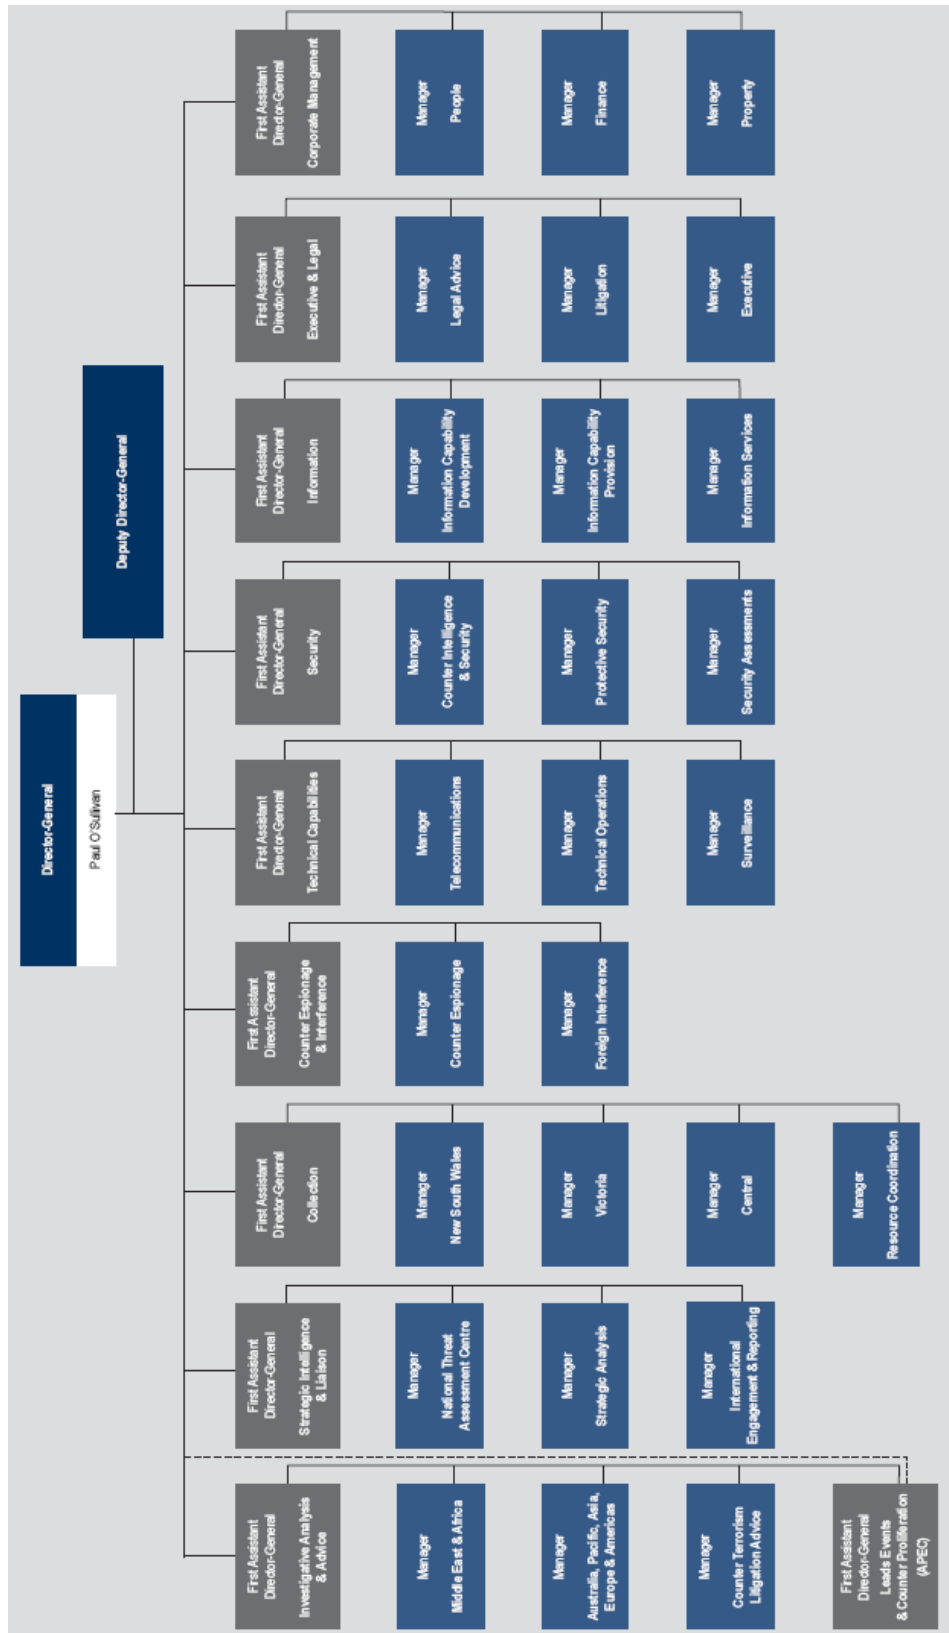 Director-General
Paul O'Sullivan
Deputy Director-General
First Assistant
Director-General
Investigative Analysis
& Advice
Manager
Middle East & Africa
Manager
Australia, Pacific, Asia,
Europe & Americas
Manager
Counter Terrorism
Litigation Advice
First Assistant
Director-General
Leads Events
& Counter Proliferation
(APEC)
First Assistant
Director-General
Strategic Intelligence
& Liaison
Manager
National Threat
Assessment Centre
Manager
Strategic Analysis
Manager
International
Engagement & Reporting
First Assistant
Director-General
Collection
Manager
New South Wales
Manager
Victoria
Manager
Central
Manager
Resource Coordination
First Assistant
Director-General
Counter Espionage
& Interference
Manager
Counter Espionage
Manager
Foreign Interference
First Assistant
Director-General
Technical Capabilities
Manager
Telecommunications
Manager
Technical Operations
Manager
Surveillance
First Assistant
Director-General
Security
Manager
Counter Intelligence
& Security
Manager
Protective Security
Manager
Security Assessments
First Assistant
Director-General
Information
Manager
Information Capability
Development
Manager
Information Capability
Provision
Manager
Information Services
First Assistant
Director-General
Executive & Legal
Manager
Legal Advice
Manager
Litigation
Manager
Executive
First Assistant
Director-General
Corporate Management
Manager
People
Manager
Finance
Manager
Property